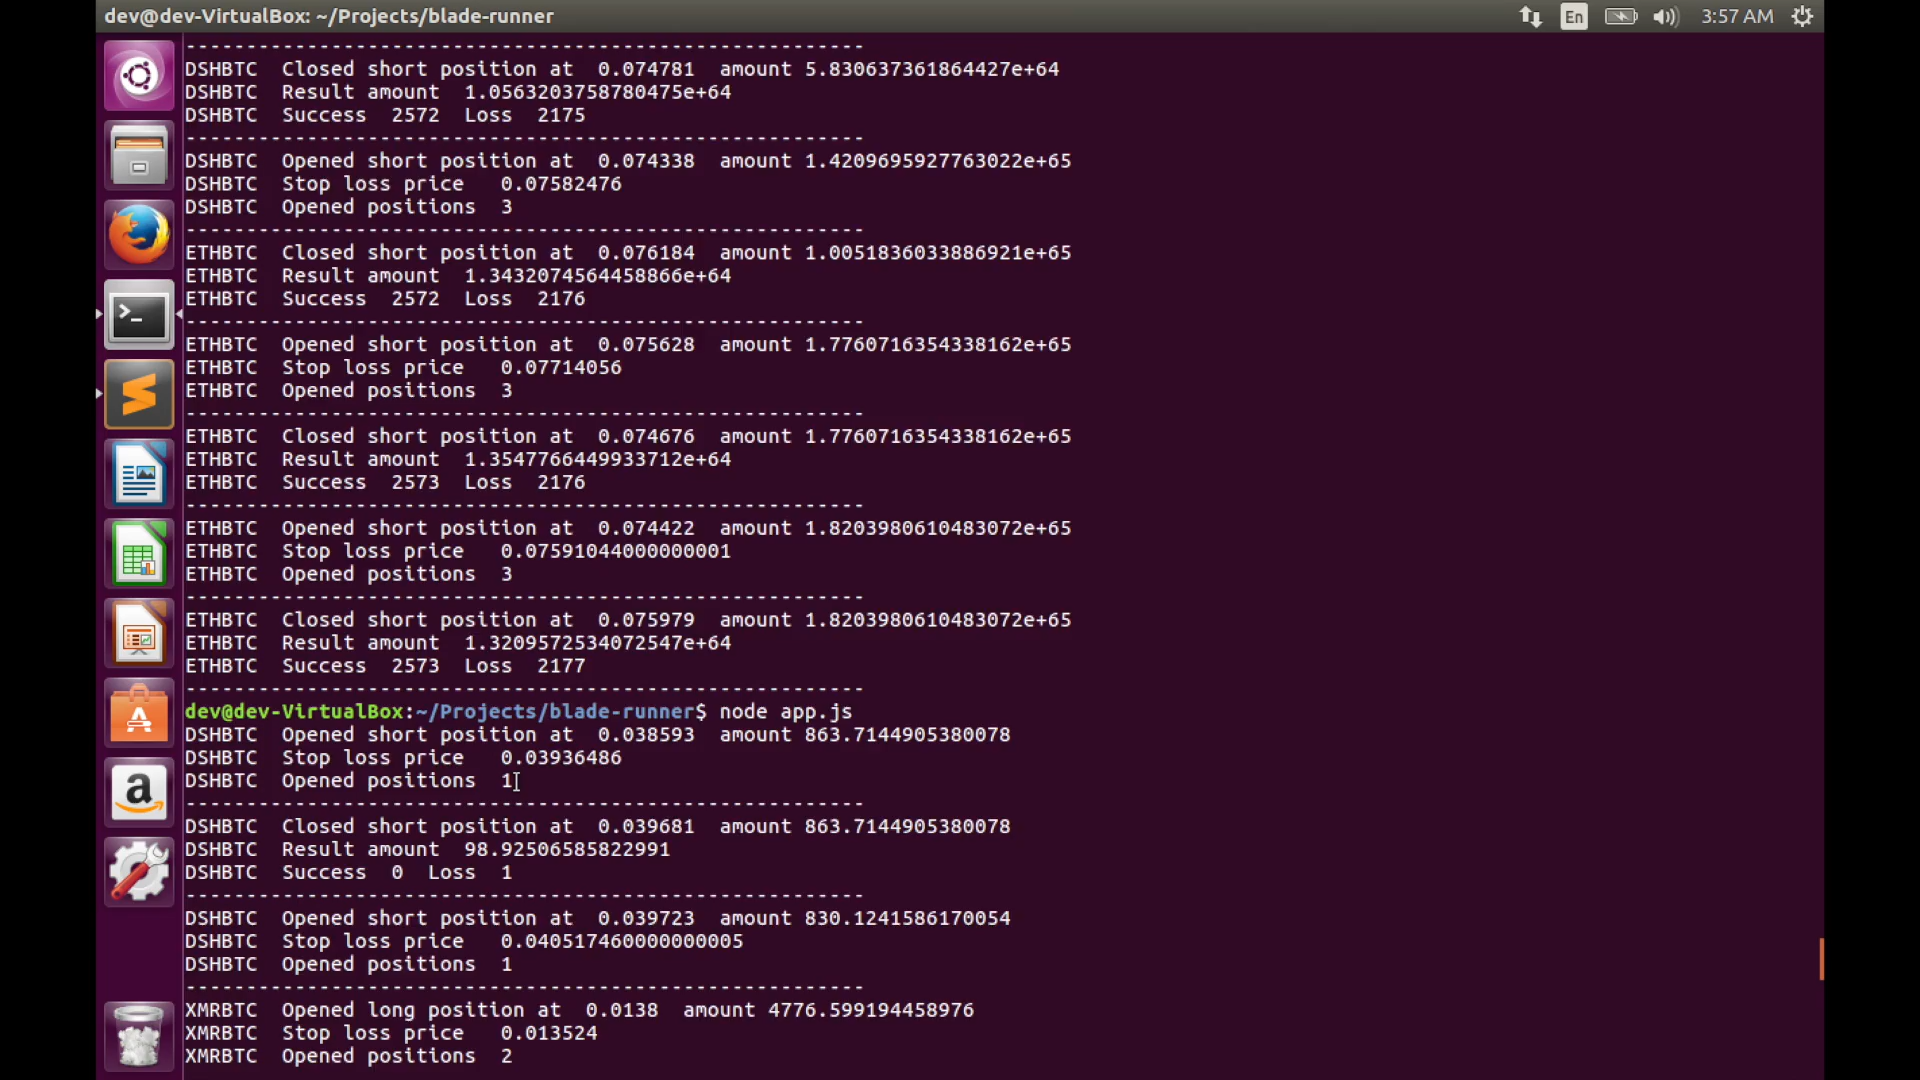 dev@dev-VirtualBox: ~/Projects/blade-runner
En
3:57 AM
--------------------------------------------------------
DSHBTC  Closed short position at  0.074781  amount 5.830637361864427e+64
DSHBTC  Result amount  1.0563203758780475e+64
DSHBTC  Success  2572  Loss  2175
--------------------------------------------------------
DSHBTC  Opened short position at  0.074338  amount 1.4209695927763022e+65
DSHBTC  Stop loss price   0.07582476
DSHBTC  Opened positions  3
--------------------------------------------------------
ETHBTC  Closed short position at  0.076184  amount 1.0051836033886921e+65
ETHBTC  Result amount  1.3432074564458866e+64
ETHBTC  Success  2572  Loss  2176
--------------------------------------------------------
ETHBTC  Opened short position at  0.075628  amount 1.7760716354338162e+65
ETHBTC  Stop loss price   0.07714056
ETHBTC  Opened positions  3
--------------------------------------------------------
ETHBTC  Closed short position at  0.074676  amount 1.7760716354338162e+65
ETHBTC  Result amount  1.3547766449933712e+64
ETHBTC  Success  2573  Loss  2176
--------------------------------------------------------
ETHBTC  Opened short position at  0.074422  amount 1.8203980610483072e+65
ETHBTC  Stop loss price   0.07591044000000001
ETHBTC  Opened positions  3
--------------------------------------------------------
ETHBTC  Closed short position at  0.075979  amount 1.8203980610483072e+65
ETHBTC  Result amount  1.3209572534072547e+64
ETHBTC  Success  2573  Loss  2177
--------------------------------------------------------
dev@dev-VirtualBox:~/Projects/blade-runner$ node app.js
DSHBTC  Opened short position at  0.038593  amount 863.7144905380078
DSHBTC  Stop loss price   0.03936486
DSHBTC  Opened positions  1
--------------------------------------------------------
DSHBTC  Closed short position at  0.039681  amount 863.7144905380078
DSHBTC  Result amount  98.92506585822991
DSHBTC  Success  0  Loss  1
--------------------------------------------------------
DSHBTC  Opened short position at  0.039723  amount 830.1241586170054
DSHBTC  Stop loss price   0.040517460000000005
DSHBTC  Opened positions  1
--------------------------------------------------------
XMRBTC  Opened long position at  0.0138  amount 4776.599194458976
XMRBTC  Stop loss price   0.013524
XMRBTC  Opened positions  2